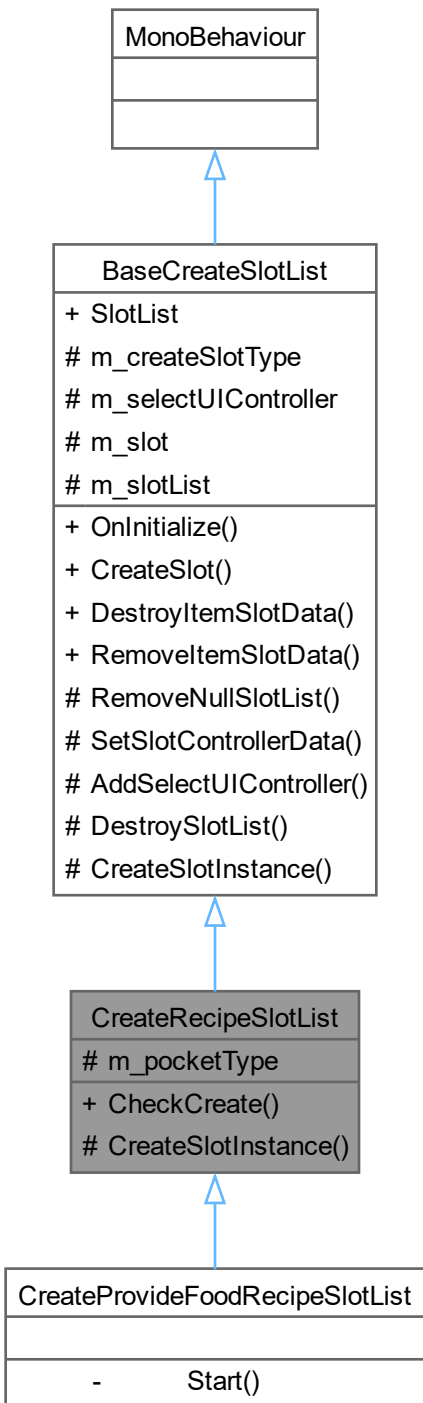 MonoBehaviour
BaseCreateSlotList
+ SlotList
# m_createSlotType
# m_selectUIController
# m_slot
# m_slotList
+ OnInitialize()
+ CreateSlot()
+ DestroyItemSlotData()
+ RemoveItemSlotData()
# RemoveNullSlotList()
# SetSlotControllerData()
# AddSelectUIController()
# DestroySlotList()
# CreateSlotInstance()
CreateRecipeSlotList
# m_pocketType
+ CheckCreate()
# CreateSlotInstance()
CreateProvideFoodRecipeSlotList
- Start()